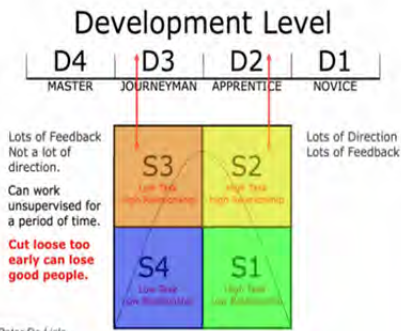 Development Level
D4 D3 D2 D1
MASTER JOURNEYMAN APPRENTICE NOVICE
Lots of Feedback
Not a lot of
direction.
Can work
unsupervised for
a period of time.
Cut loose too
early can lose
good people.
S3
Low Task
High Relationship
S2
High Task
High Relationship
S4
Low Task
Low Relationship
S1
High Task
Low Relationship
Lots of Direction
Lots of Feedback